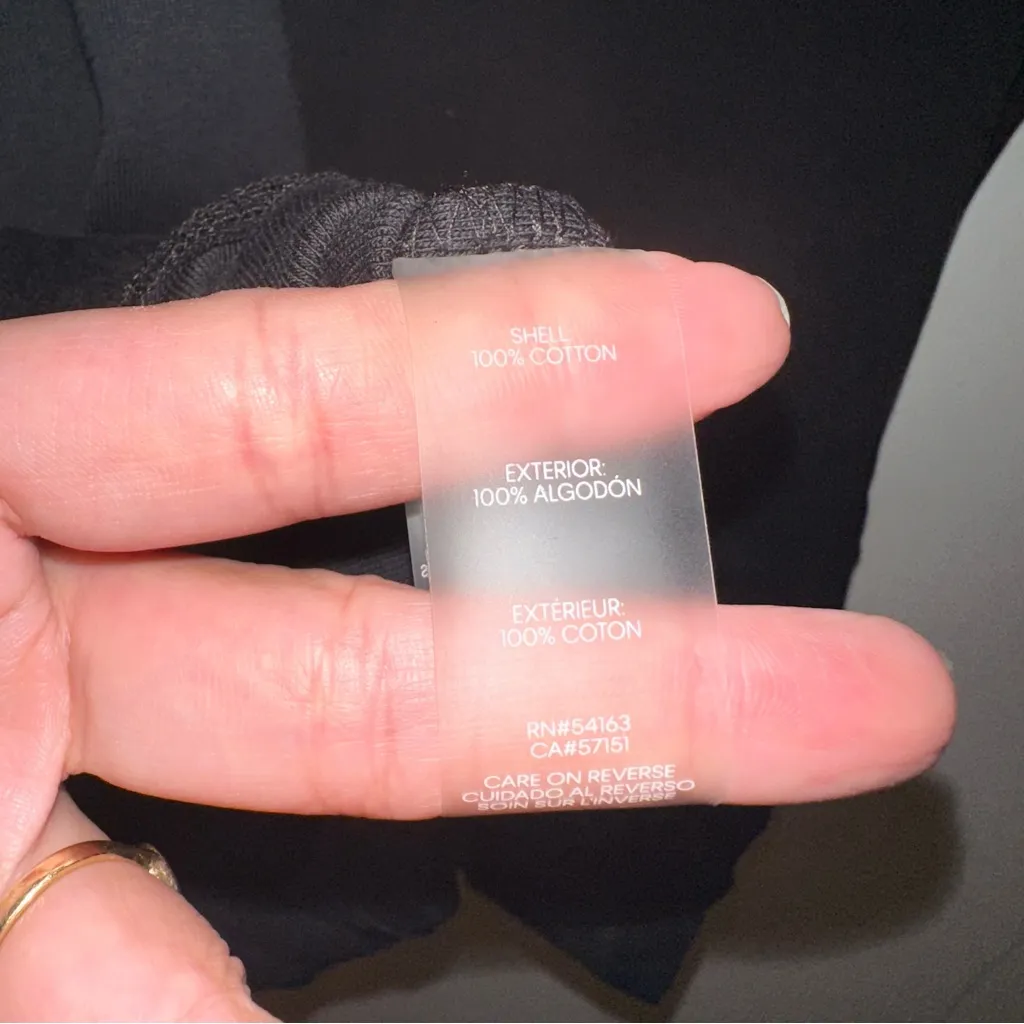 SHELL
100% COTTON
EXTERIOR:
100% ALGODÓN
EXTÉRIEUR:
100% COTON
RN#54163
CA#57151
CARE ON REVERSE
CUIDADO AL REVERSO
SOIN SUR L'INVERSE